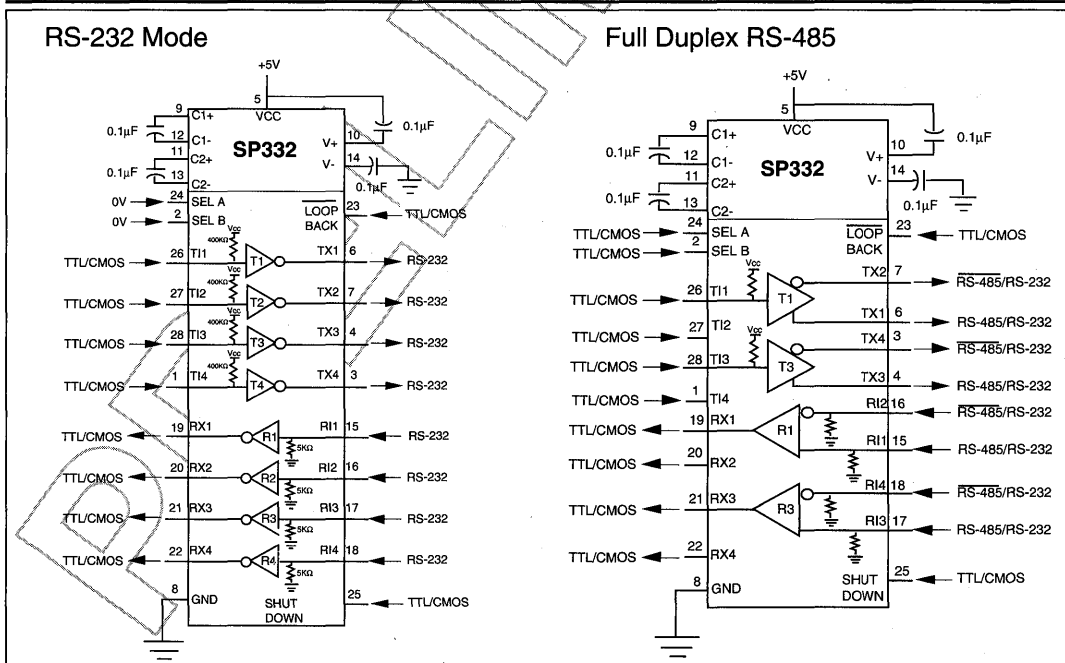 RS-232 Mode
+5V
5
VCC
9 C1+
0.1µF
12 C1-
11 C2+
0.1µF
13 C2-
SP332
V+ 10
0.1µF
V- 14
0.1µF
0V 24 SEL A
0V 2 SEL B
LOOP BACK 23 TTL/CMOS
Vcc
400KΩ
TTL/CMOS 26 TI1 T1 TX1 6 RS-232
Vcc
400KΩ
TTL/CMOS 27 TI2 T2 TX2 7 RS-232
Vcc
400KΩ
TTL/CMOS 28 TI3 T3 TX3 4 RS-232
Vcc
400KΩ
TTL/CMOS 1 TI4 T4 TX4 3 RS-232
TTL/CMOS 19 RX1 R1 RI1 15 RS-232
5KΩ
TTL/CMOS 20 RX2 R2 RI2 16 RS-232
5KΩ
TTL/CMOS 21 RX3 R3 RI3 17 RS-232
5KΩ
TTL/CMOS 22 RX4 R4 RI4 18 RS-232
5KΩ
8 GND
SHUT DOWN 25 TTL/CMOS
Full Duplex RS-485
+5V
5
VCC
9 C1+
0.1µF
12 C1-
11 C2+
0.1µF
13 C2-
SP332
V+ 10
0.1µF
V- 14
0.1µF
TTL/CMOS 24 SEL A
TTL/CMOS 2 SEL B
LOOP BACK 23 TTL/CMOS
Vcc
TX2 7 RS-485/RS-232
TTL/CMOS 26 TI1 T1
TX1 6 RS-485/RS-232
TTL/CMOS 27 TI2
Vcc
TX4 3 RS-485/RS-232
TTL/CMOS 28 TI3 T3
TX3 4 RS-485/RS-232
TTL/CMOS 1 TI4
RI2 16 RS-485/RS-232
TTL/CMOS 19 RX1 R1
RI1 15 RS-485/RS-232
TTL/CMOS 20 RX2
RI4 18 RS-485/RS-232
TTL/CMOS 21 RX3 R3
RI3 17 RS-485/RS-232
TTL/CMOS 22 RX4
8 GND
SHUT DOWN 25 TTL/CMOS